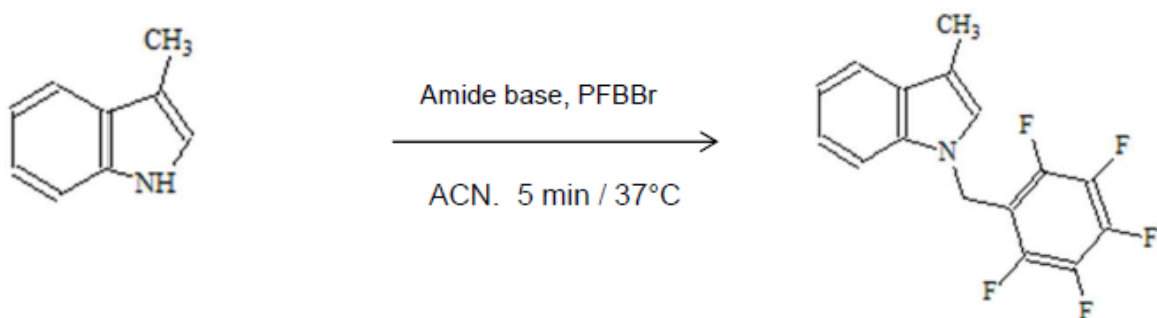 CH3
NH
Amide base, PFBBr
ACN. 5 min / 37°C
CH3
N
F
F
F
F
F